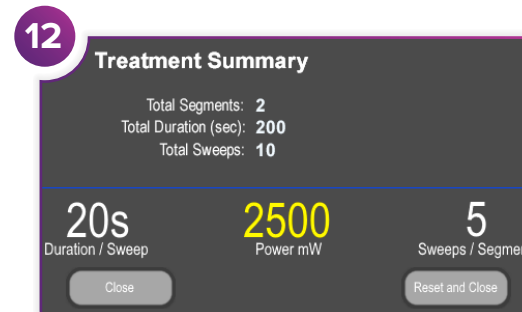 12
Treatment Summary
Total Segments: 2
Total Duration (sec): 200
Total Sweeps: 10
20s 2500 5
Duration / Sweep Power mW Sweeps /
Close Reset and Close